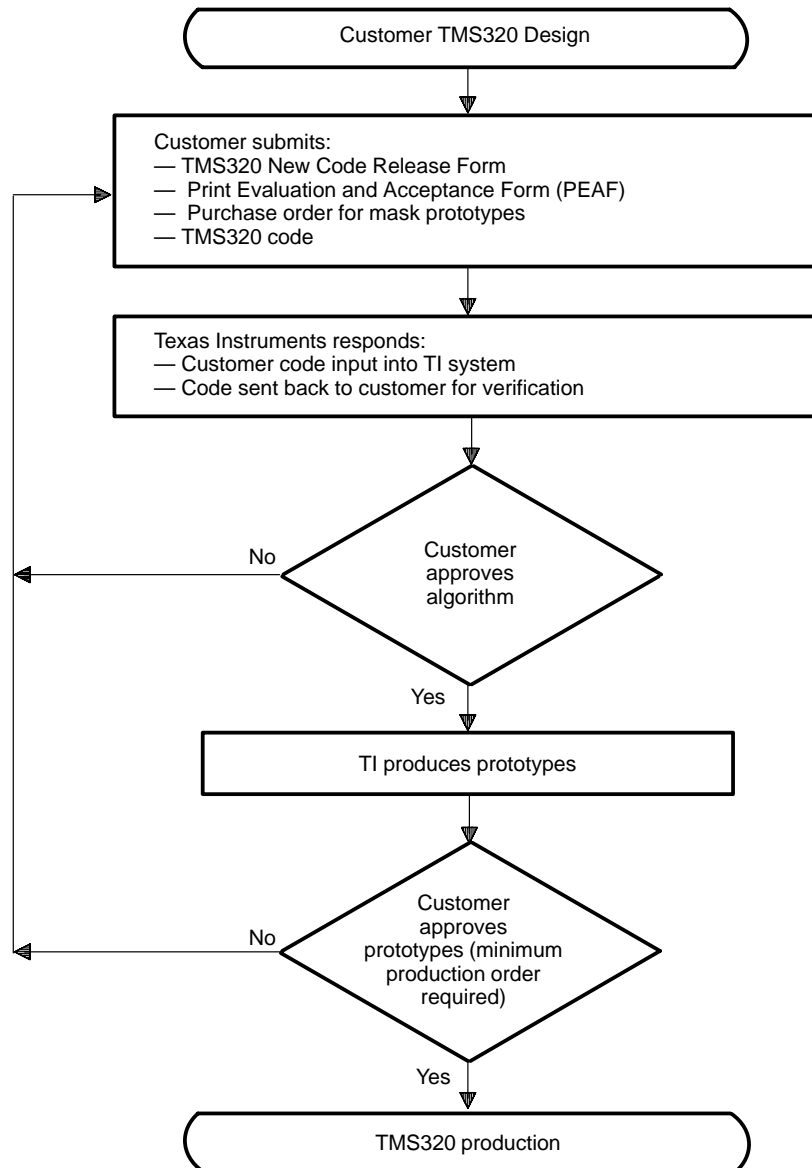 Customer TMS320 Design
Customer submits:
— TMS320 New Code Release Form
— Print Evaluation and Acceptance Form (PEAF)
— Purchase order for mask prototypes
— TMS320 code
Texas Instruments responds:
— Customer code input into TI system
— Code sent back to customer for verification
No
Customer
approves
algorithm
Yes
TI produces prototypes
No
Customer
approves
prototypes (minimum
production order
required)
Yes
TMS320 production